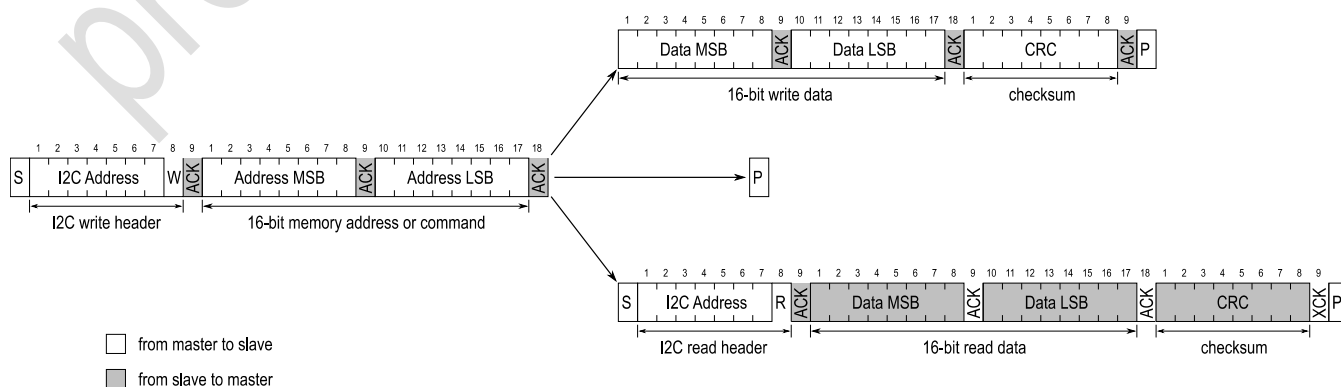 pre
1 2 3 4 5 6 7 8 9 10 11 12 13 14 15 16 17 18 1 2 3 4 5 6 7 8 9
Data MSB ACK Data LSB ACK CRC ACK P
16-bit write data checksum
1 2 3 4 5 6 7 8 9 1 2 3 4 5 6 7 8 9 10 11 12 13 14 15 16 17 18
S I2C Address W ACK Address MSB ACK Address LSB ACK P
I2C write header 16-bit memory address or command
1 2 3 4 5 6 7 8 9 1 2 3 4 5 6 7 8 9 10 11 12 13 14 15 16 17 18 1 2 3 4 5 6 7 8 9
S I2C Address R ACK Data MSB ACK Data LSB ACK CRC XCK P
I2C read header 16-bit read data checksum
from master to slave
from slave to master